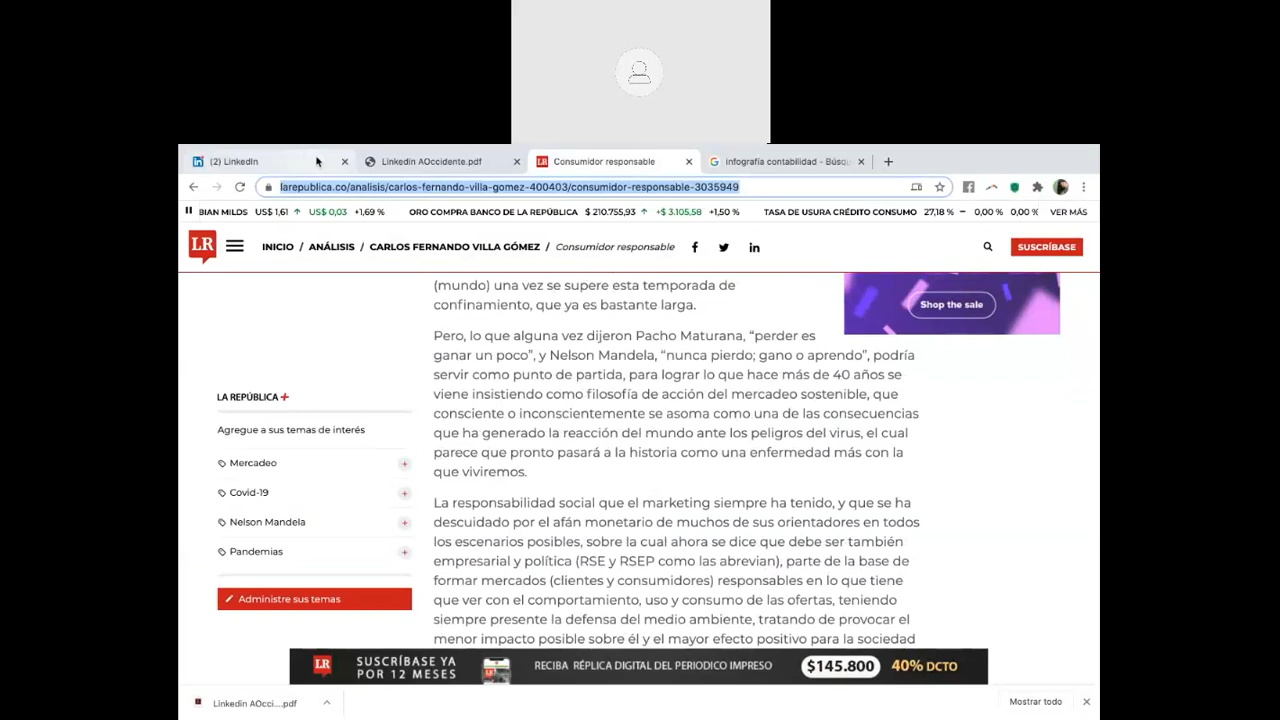 (2) LinkedIn
Linkedin AOccidente.pdf
Consumidor responsable
infografía contabilidad - Búsqu
larepublica.co/analisis/carlos-fernando-villa-gomez-400403/consumidor-responsable-3035949
BIAN MILDS US$ 1,61 US$ 0,03 +1,69 % ORO COMPRA BANCO DE LA REPÚBLICA $ 210.755,93 +$ 3.105,58 +1,50 % TASA DE USURA CRÉDITO CONSUMO 27,18 % 0,00 % 0,00 % VER MÁS
LR INICIO / ANÁLISIS / CARLOS FERNANDO VILLA GÓMEZ / Consumidor responsable SUSCRÍBASE
(mundo) una vez se supere esta temporada de
confinamiento, que ya es bastante larga.
Shop the sale
Pero, lo que alguna vez dijeron Pacho Maturana, “perder es
ganar un poco”, y Nelson Mandela, “nunca pierdo; gano o aprendo”, podría
servir como punto de partida, para lograr lo que hace más de 40 años se
viene insistiendo como filosofía de acción del mercadeo sostenible, que
consciente o inconscientemente se asoma como una de las consecuencias
que ha generado la reacción del mundo ante los peligros del virus, el cual
parece que pronto pasará a la historia como una enfermedad más con la
que viviremos.
La responsabilidad social que el marketing siempre ha tenido, y que se ha
descuidado por el afán monetario de muchos de sus orientadores en todos
los escenarios posibles, sobre la cual ahora se dice que debe ser también
empresarial y política (RSE y RSEP como las abrevian), parte de la base de
formar mercados (clientes y consumidores) responsables en lo que tiene
que ver con el comportamiento, uso y consumo de las ofertas, teniendo
siempre presente la defensa del medio ambiente, tratando de provocar el
menor impacto posible sobre él y el mayor efecto positivo para la sociedad
LA REPÚBLICA +
Agregue a sus temas de interés
Mercadeo
Covid-19
Nelson Mandela
Pandemias
Administre sus temas
LR SUSCRÍBASE YA
POR 12 MESES
RECIBA RÉPLICA DIGITAL DEL PERIODICO IMPRESO
$145.800
40% DCTO
Linkedin AOcci....pdf
Mostrar todo